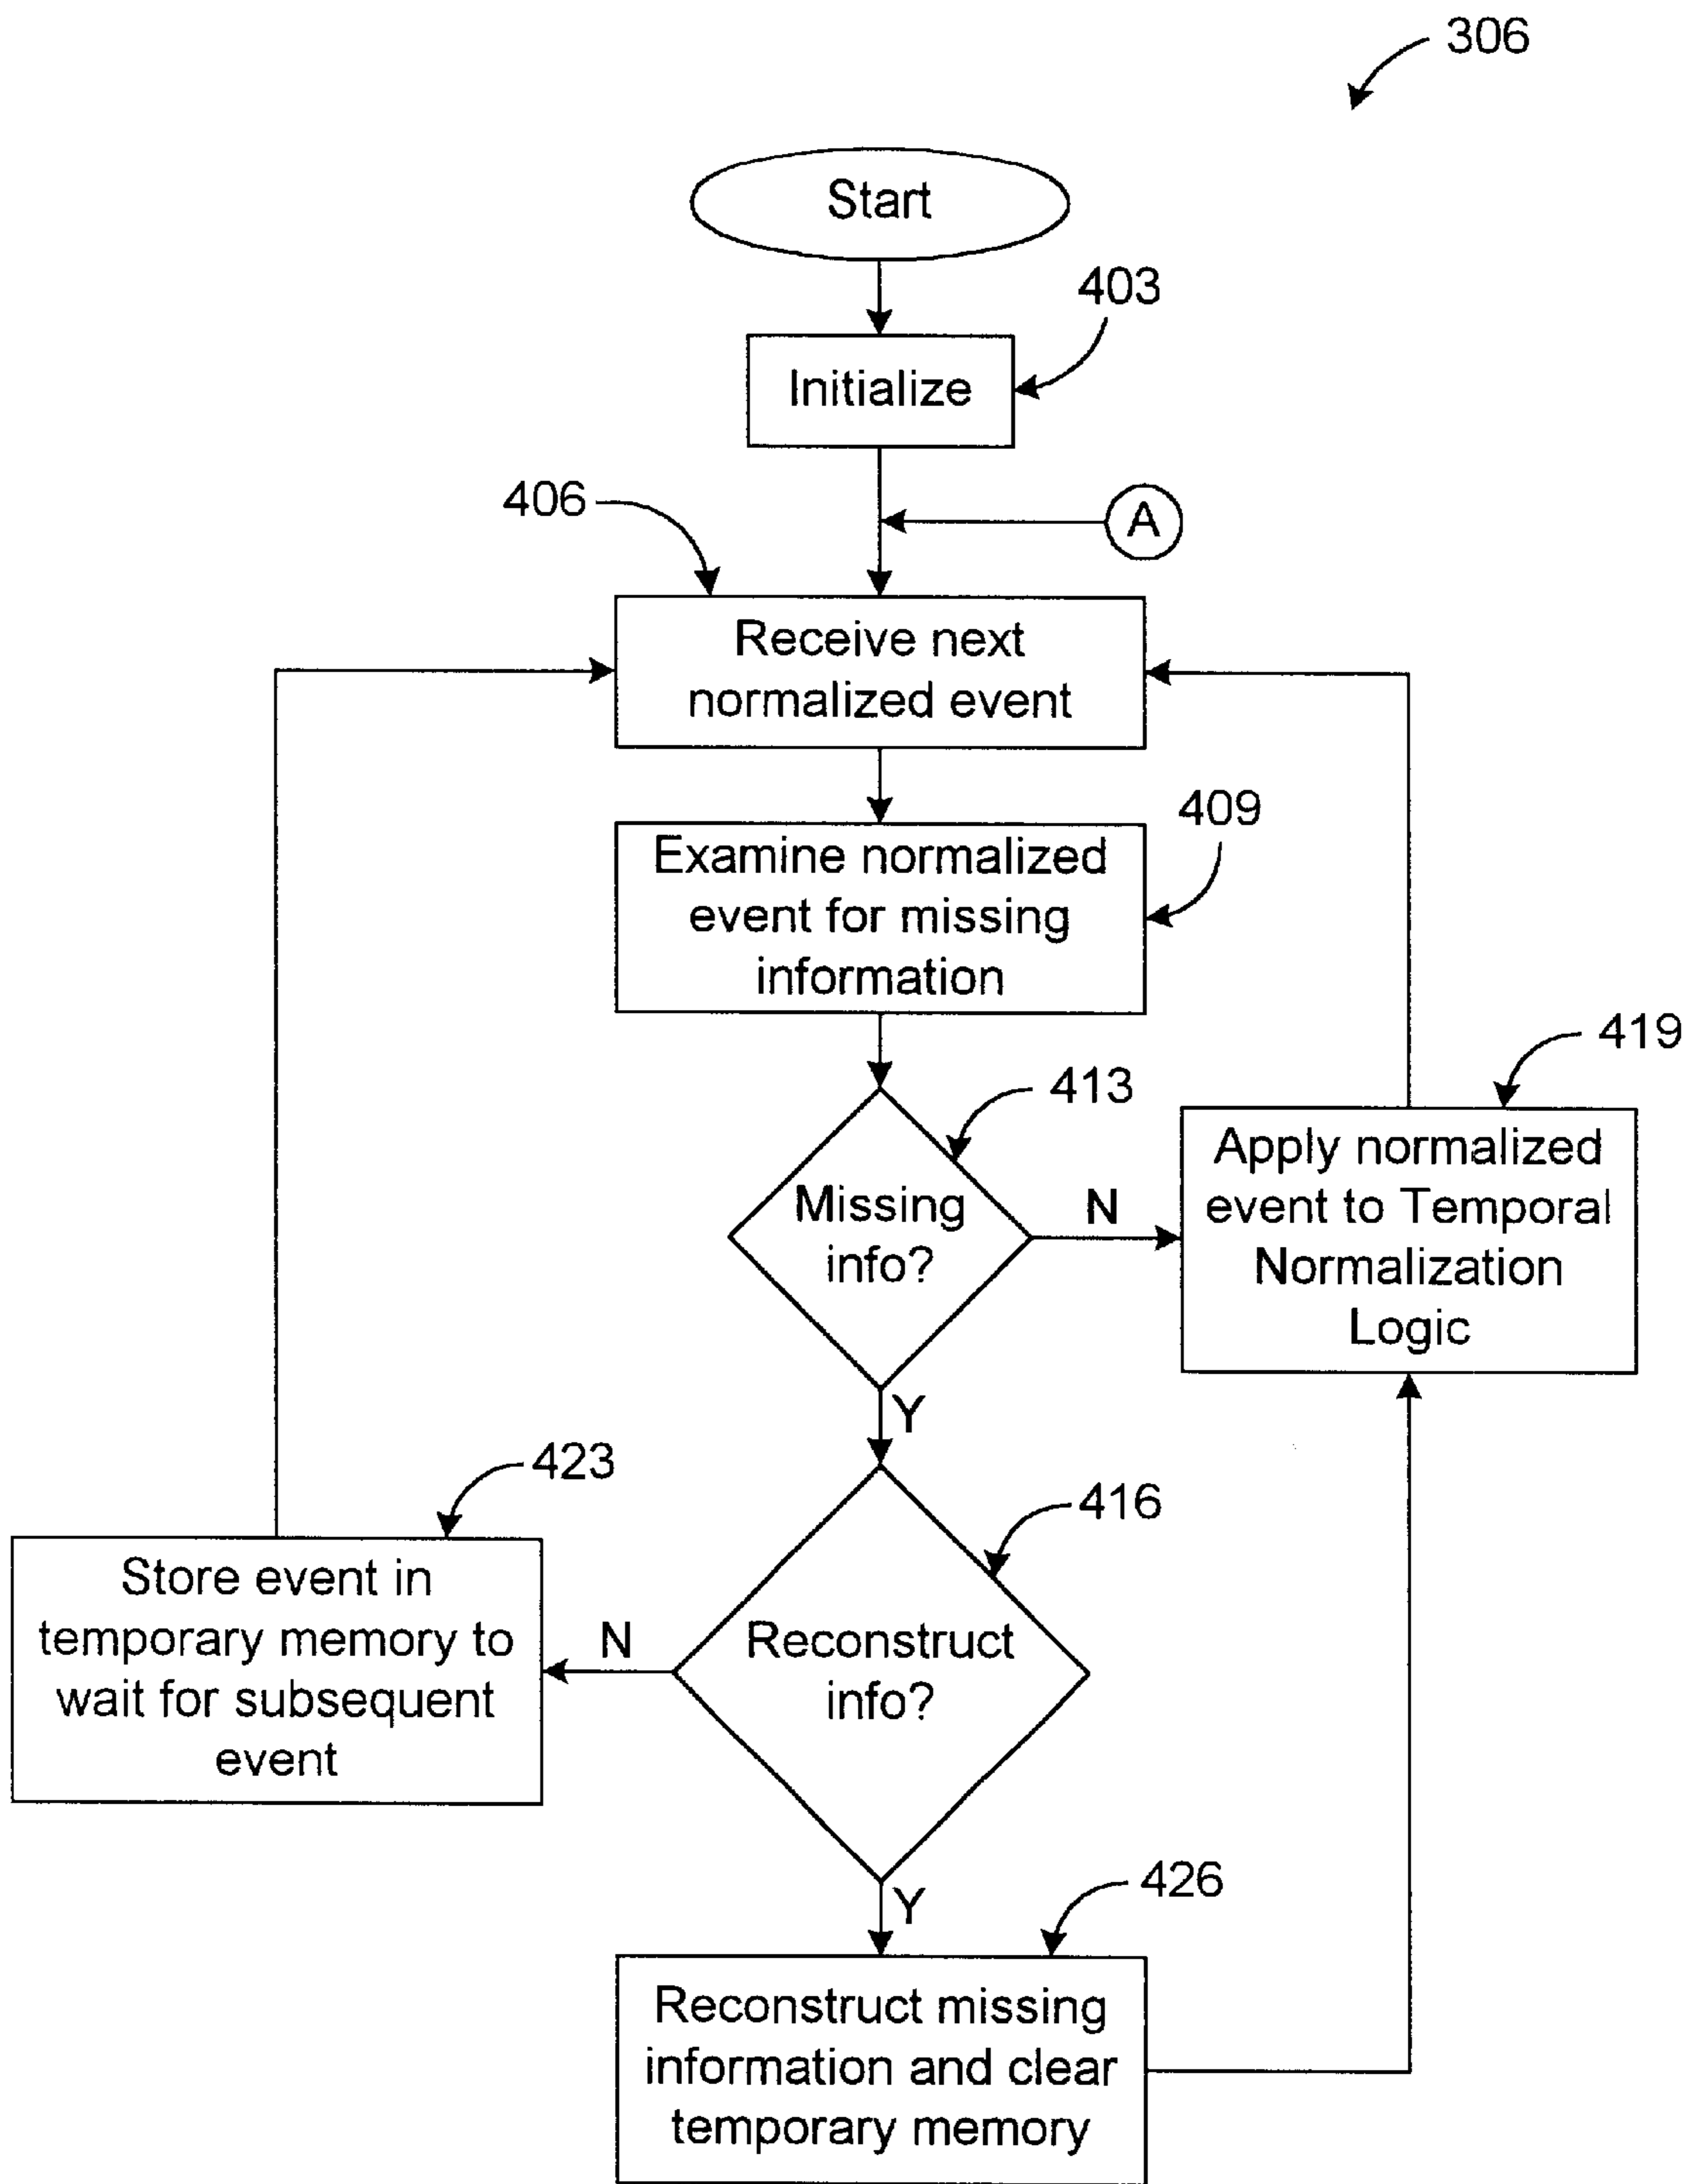 306
Start
403
Initialize
406
A
Receive next
normalized event
409
Examine normalized
event for missing
information
413
Missing
info?
N
419
Apply normalized
event to Temporal
Normalization
Logic
Y
423
Store event in
temporary memory to
wait for subsequent
event
N
416
Reconstruct
info?
Y
426
Reconstruct missing
information and clear
temporary memory